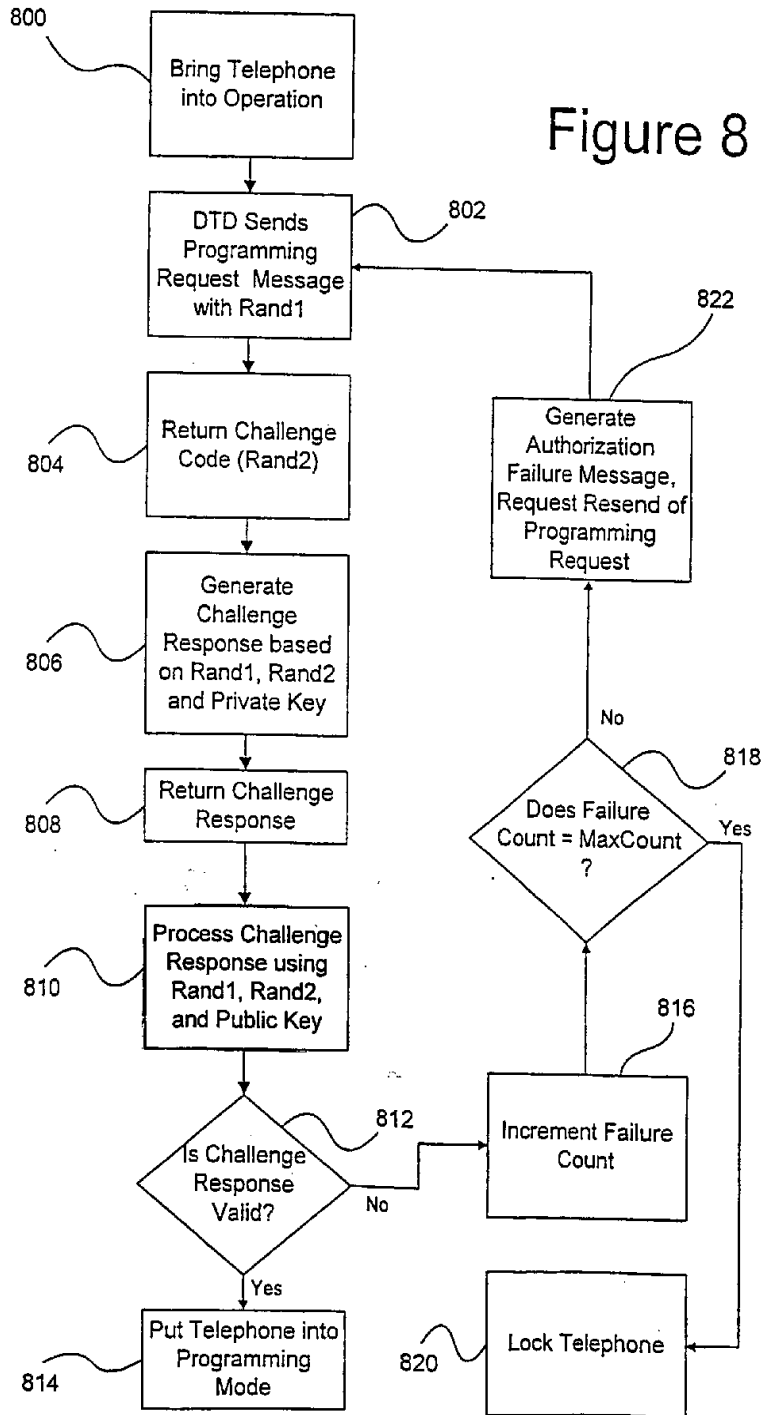 800
Bring Telephone
into Operation
Figure 8
802
DTD Sends
Programming
Request Message
with Rand1
822
804
Return Challenge
Code (Rand2)
Generate
Authorization
Failure Message,
Request Resend of
Programming
Request
806
Generate
Challenge
Response based
on Rand1, Rand2
and Private Key
No
818
808
Return Challenge
Response
Does Failure
Count = MaxCount
?
Yes
810
Process Challenge
Response using
Rand1, Rand2,
and Public Key
816
812
Is Challenge
Response
Valid?
No
Increment Failure
Count
Yes
814
Put Telephone into
Programming
Mode
820
Lock Telephone